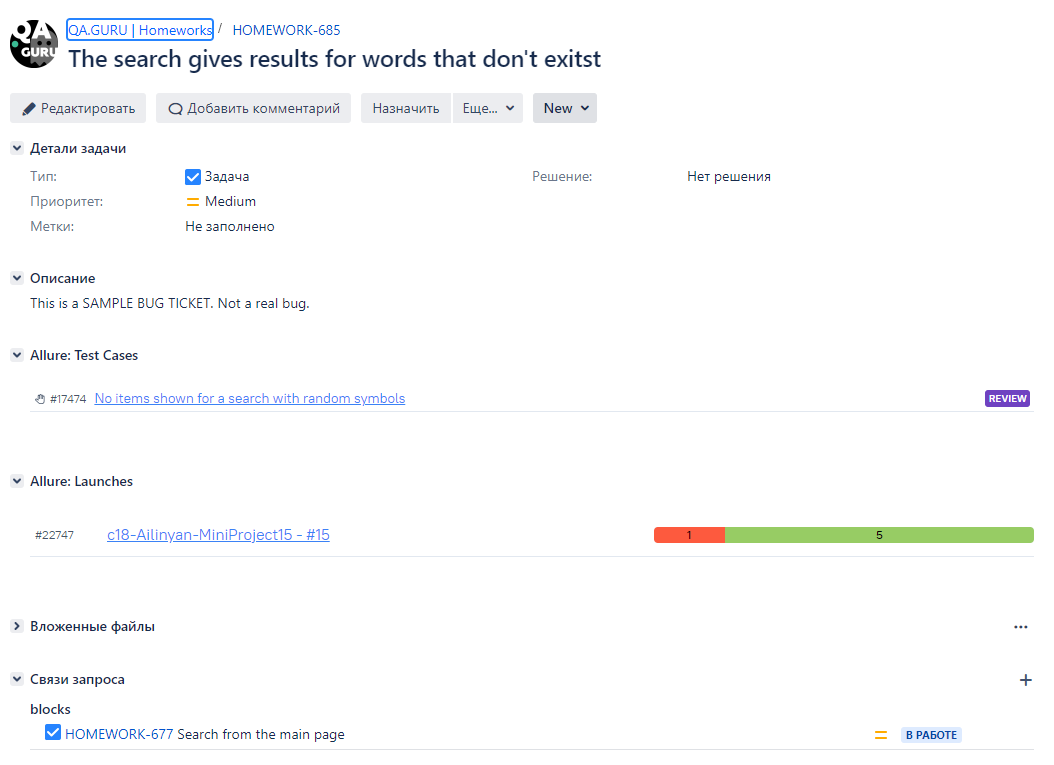 QA
GURU
QA.GURU | Homeworks / HOMEWORK-685
The search gives results for words that don't exitst
Редактировать Добавить комментарий Назначить Еще... New
Детали задачи
Тип: Задача Решение: Нет решения
Приоритет: Medium
Метки: Не заполнено
Описание
This is a SAMPLE BUG TICKET. Not a real bug.
Allure: Test Cases
#17474 No items shown for a search with random symbols REVIEW
Allure: Launches
#22747 c18-Ailinyan-MiniProject15 - #15 1 5
Вложенные файлы
Связи запроса
blocks
HOMEWORK-677 Search from the main page В РАБОТЕ